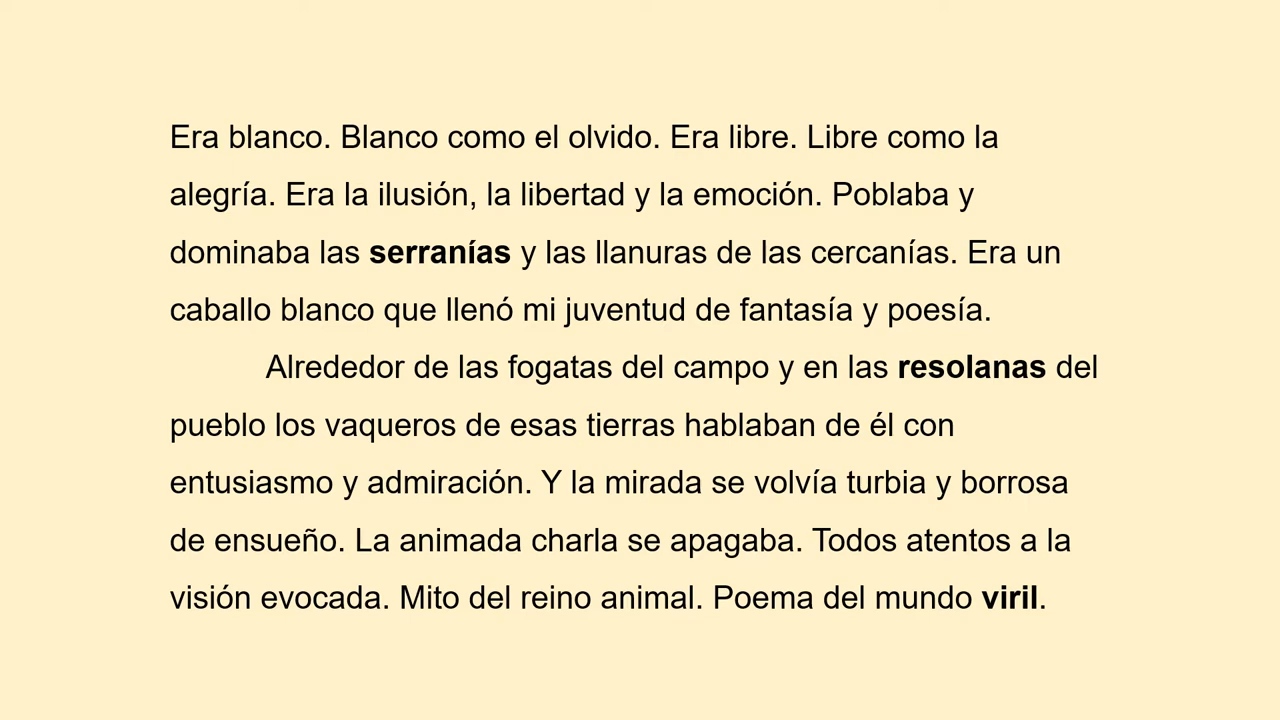 Era blanco. Blanco como el olvido. Era libre. Libre como la
alegría. Era la ilusión, la libertad y la emoción. Poblaba y
dominaba las serranías y las llanuras de las cercanías. Era un
caballo blanco que llenó mi juventud de fantasía y poesía.
Alrededor de las fogatas del campo y en las resolanas del
pueblo los vaqueros de esas tierras hablaban de él con
entusiasmo y admiración. Y la mirada se volvía turbia y borrosa
de ensueño. La animada charla se apagaba. Todos atentos a la
visión evocada. Mito del reino animal. Poema del mundo viril.